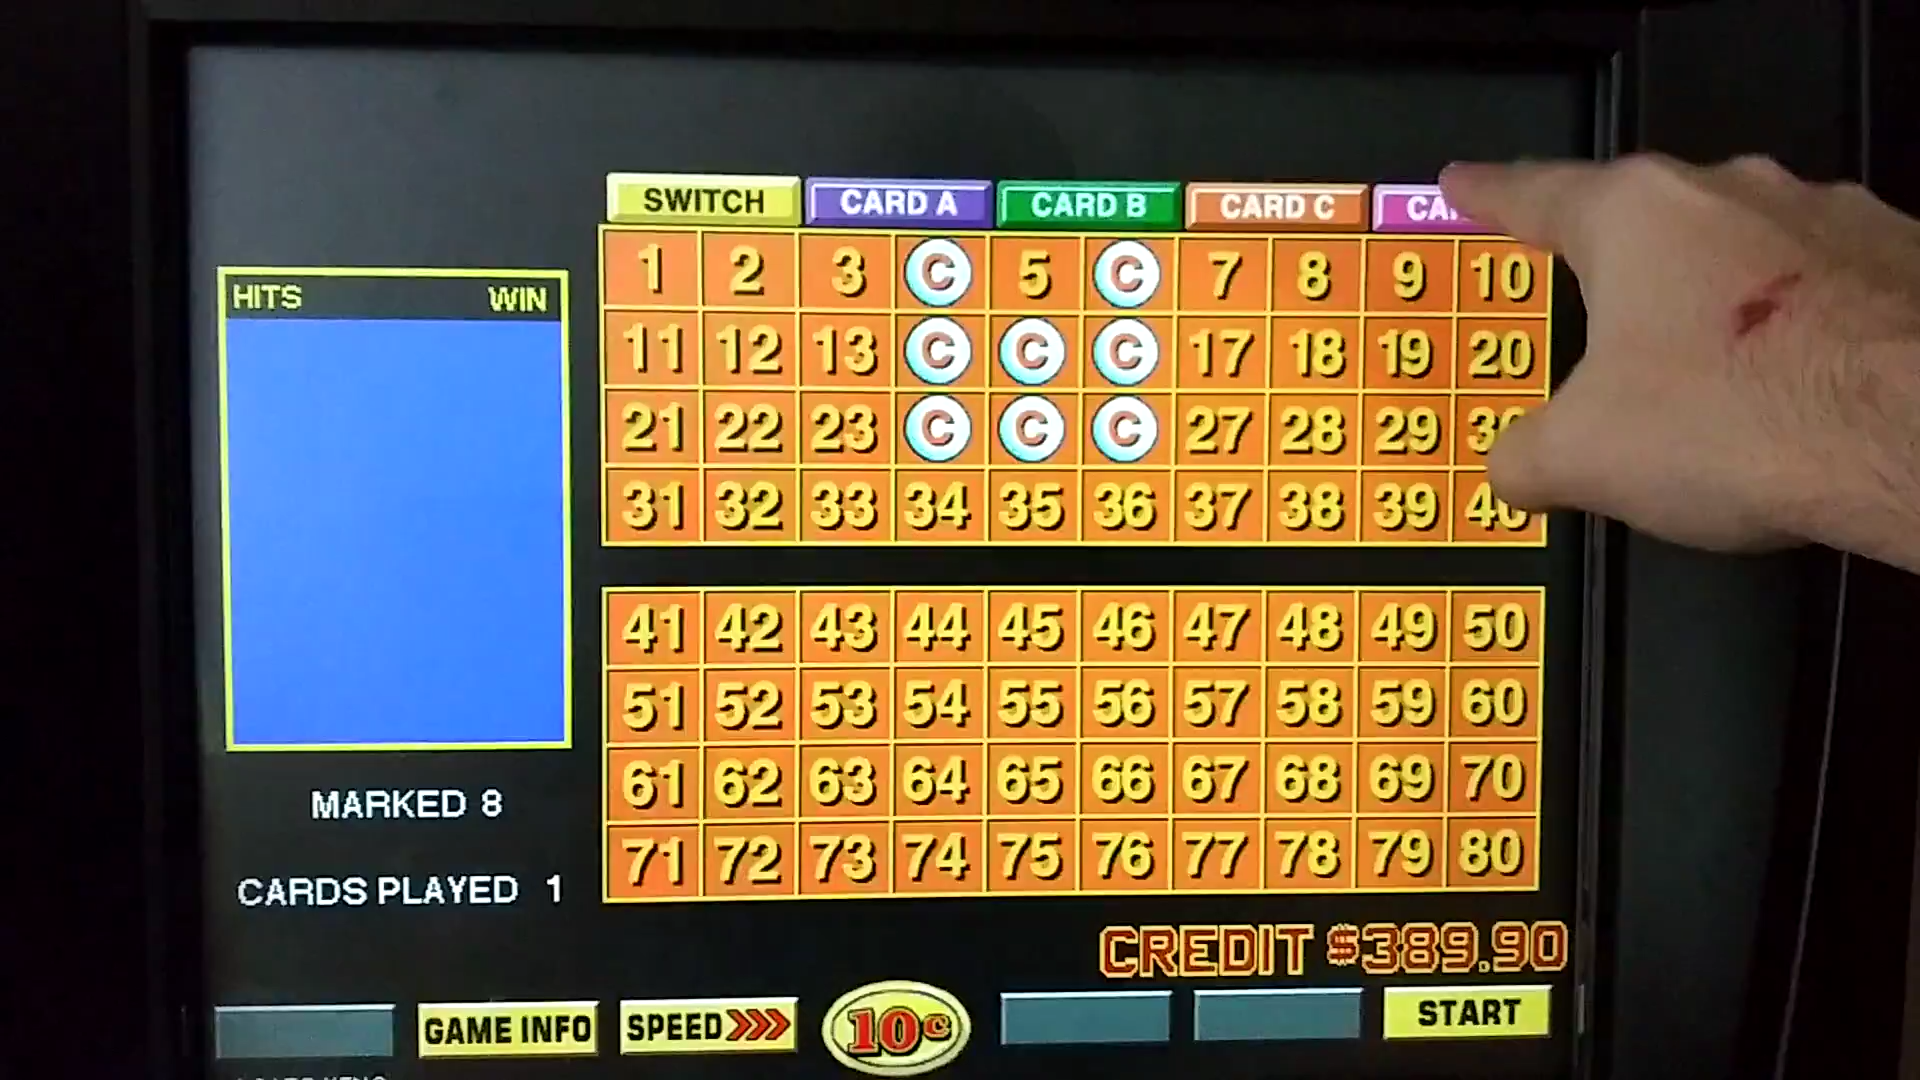 SWITCH CARD A CARD B CARD C
HITS WIN
1 2 3 C 5 C 7 8 9 10
11 12 13 C C C 17 18 19 20
21 22 23 C C C 27 28 29
31 32 33 34 35 36 37 38 39 40
41 42 43 44 45 46 47 48 49 50
51 52 53 54 55 56 57 58 59 60
61 62 63 64 65 66 67 68 69 70
71 72 73 74 75 76 77 78 79 80
MARKED 8
CARDS PLAYED 1
CREDIT $389.90
GAME INFO SPEED >>> 10¢ START